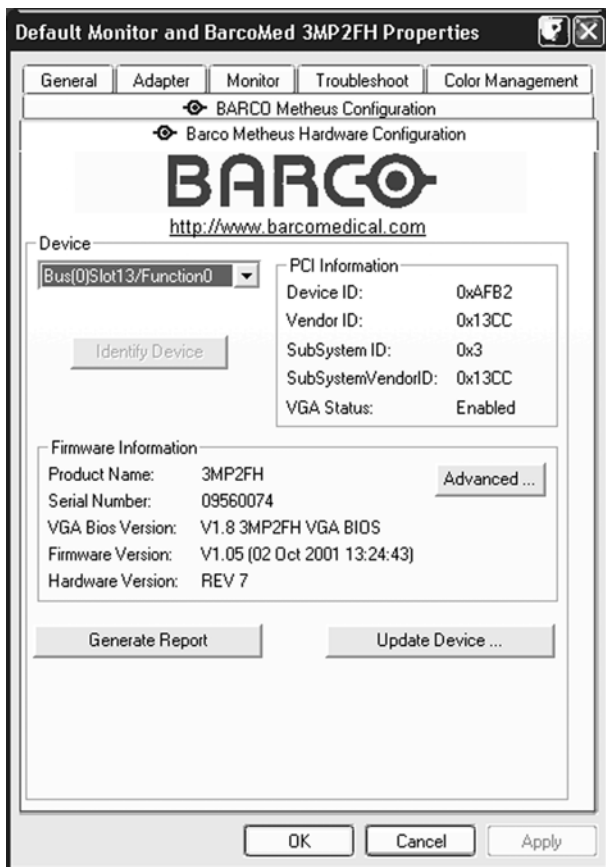 Default Monitor and BarcoMed 3MP2FH Properties
General Adapter Monitor Troubleshoot Color Management
BARCO Metheus Configuration
Barco Metheus Hardware Configuration
BARCO
http://www.barcomedical.com
Device
Bus(0)Slot13/Function0
Identify Device
PCI Information
Device ID: 0xAFB2
Vendor ID: 0x13CC
SubSystem ID: 0x3
SubSystemVendorID: 0x13CC
VGA Status: Enabled
Firmware Information
Product Name: 3MP2FH
Serial Number: 09560074
VGA Bios Version: V1.8 3MP2FH VGA BIOS
Firmware Version: V1.05 (02 Oct 2001 13:24:43)
Hardware Version: REV 7
Advanced ...
Generate Report
Update Device ...
OK Cancel Apply